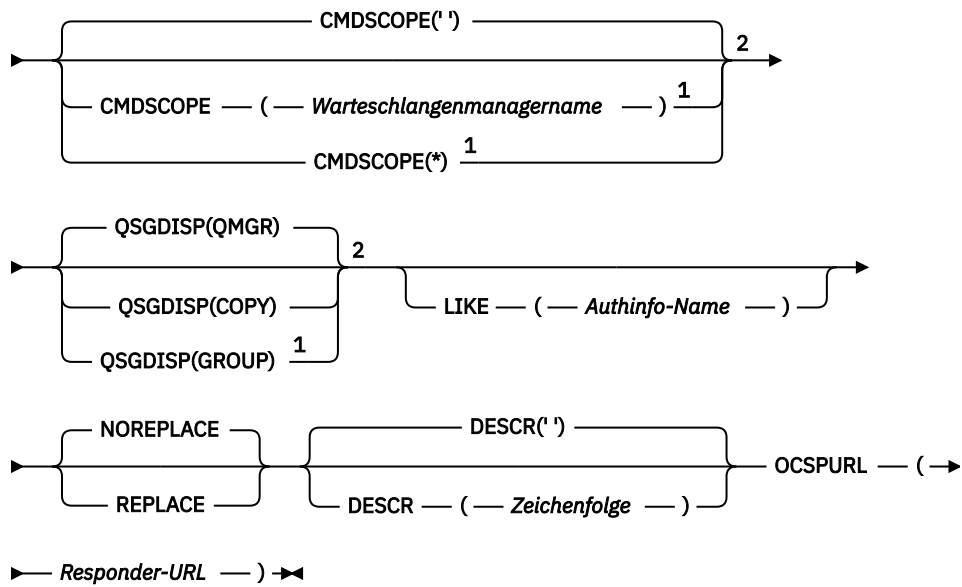 CMDSCOPE(' ')
2
CMDSCOPE ( Warteschlangenmanagername ) 1
CMDSCOPE(*) 1
QSGDISP(QMGR)
2
QSGDISP(COPY)
LIKE ( Authinfo-Name )
QSGDISP(GROUP) 1
NOREPLACE
DESCR(' ')
OCSPURL (
REPLACE
DESCR ( Zeichenfolge )
Responder-URL )